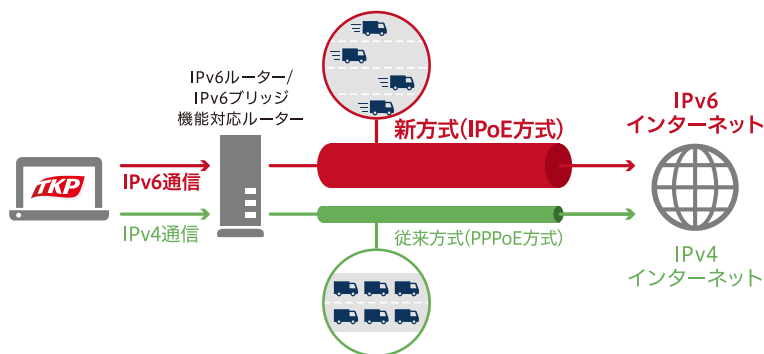 IPv6ルーター/
IPv6ブリッジ
機能対応ルーター
新方式(IPoE方式)
IPv6
インターネット
TKP
IPv6通信
IPv4通信
従来方式(PPPoE方式)
IPv4
インターネット